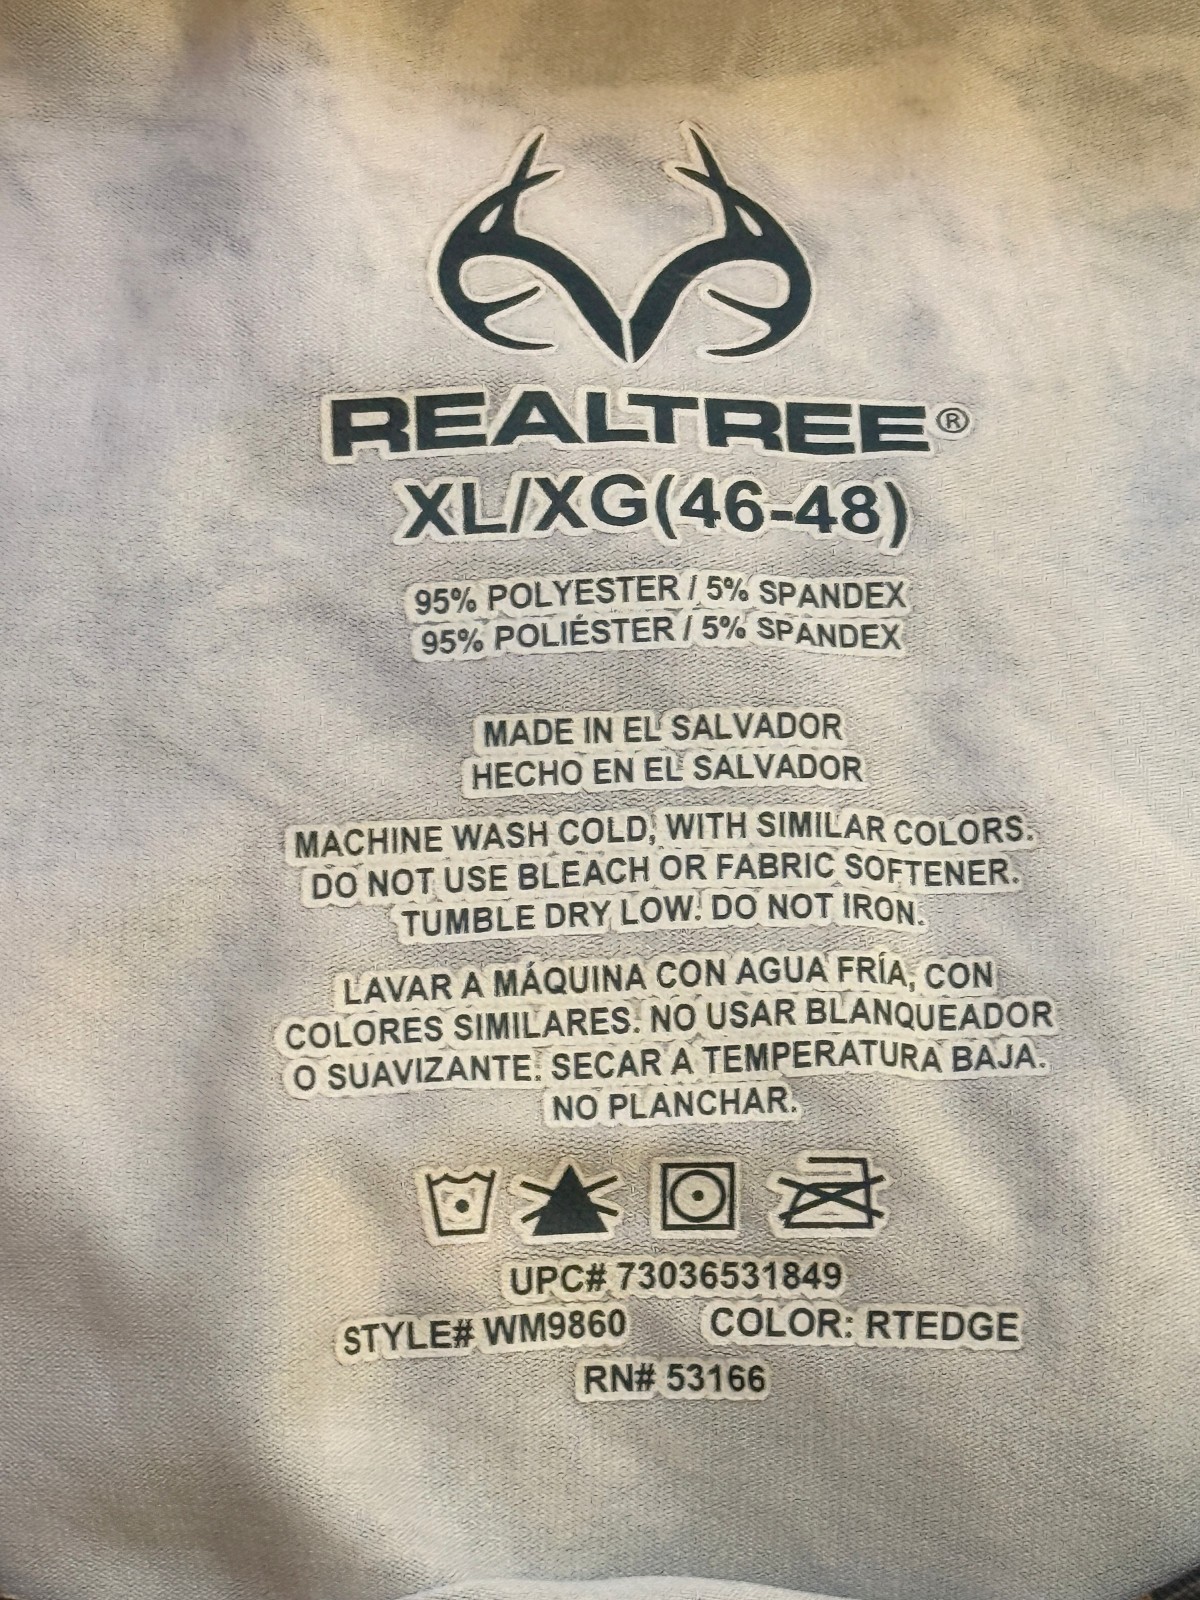 REALTREE®
XL/XG(46-48)
95% POLYESTER / 5% SPANDEX
95% POLIÉSTER / 5% SPANDEX
MADE IN EL SALVADOR
HECHO EN EL SALVADOR
MACHINE WASH COLD, WITH SIMILAR COLORS.
DO NOT USE BLEACH OR FABRIC SOFTENER.
TUMBLE DRY LOW. DO NOT IRON.
LAVAR A MÁQUINA CON AGUA FRÍA, CON
COLORES SIMILARES. NO USAR BLANQUEADOR
O SUAVIZANTE. SECAR A TEMPERATURA BAJA.
NO PLANCHAR.
UPC# 73036531849
STYLE# WM9860 COLOR: RTEDGE
RN# 53166